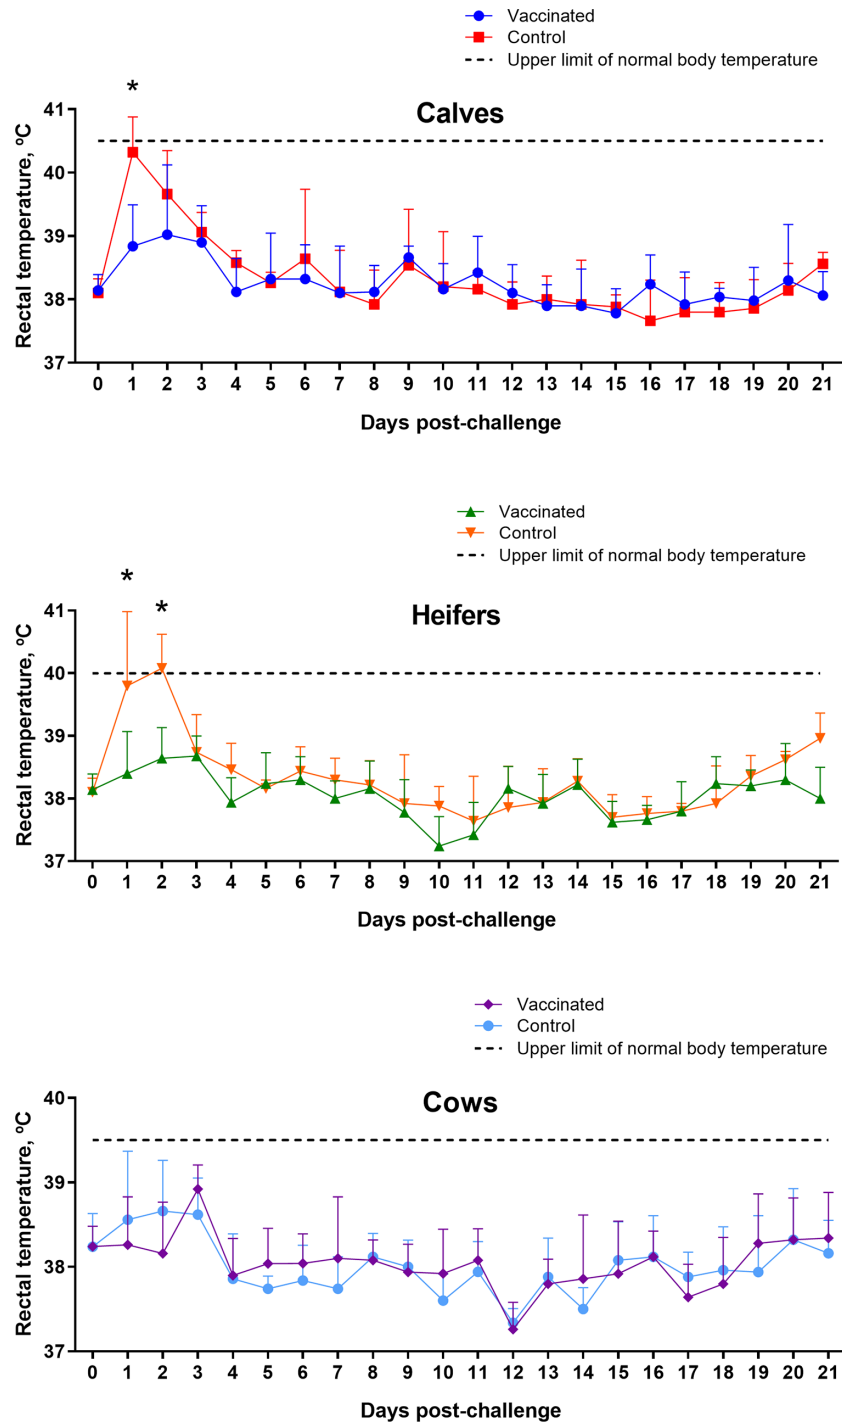 Vaccinated
Control
Upper limit of normal body temperature
*
Calves
Rectal temperature, ºC
41
40
39
38
37
0 1 2 3 4 5 6 7 8 9 10 11 12 13 14 15 16 17 18 19 20 21
Days post-challenge
Vaccinated
Control
Upper limit of normal body temperature
* *
Heifers
Rectal temperature, ºC
41
40
39
38
37
0 1 2 3 4 5 6 7 8 9 10 11 12 13 14 15 16 17 18 19 20 21
Days post-challenge
Vaccinated
Control
Upper limit of normal body temperature
Cows
Rectal temperature, ºC
40
39
38
37
0 1 2 3 4 5 6 7 8 9 10 11 12 13 14 15 16 17 18 19 20 21
Days post-challenge